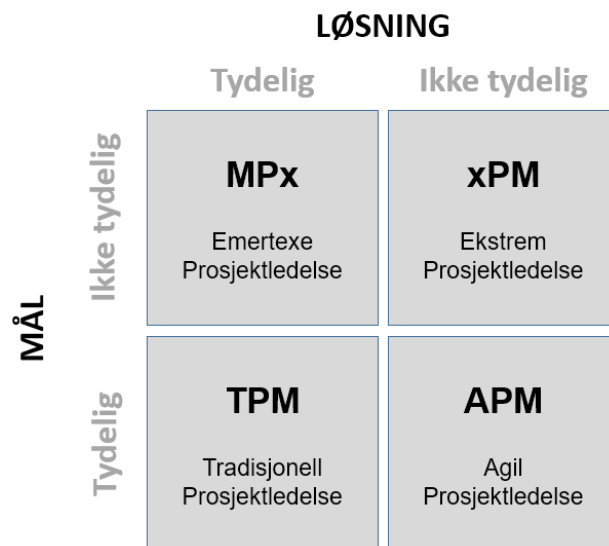 LØSNING
Tydelig
Ikke tydelig
MÅL
Ikke tydelig
MPx
Emertexe
Prosjektledelse
xPM
Ekstrem
Prosjektledelse
Tydelig
TPM
Tradisjonell
Prosjektledelse
APM
Agil
Prosjektledelse